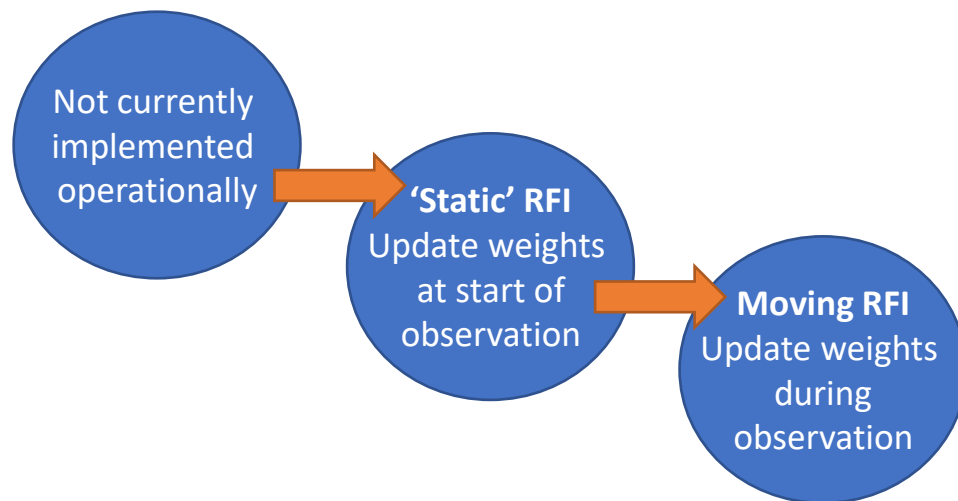 Not currently
implemented
operationally
‘Static’ RFI
Update weights
at start of
observation
Moving RFI
Update weights
during
observation